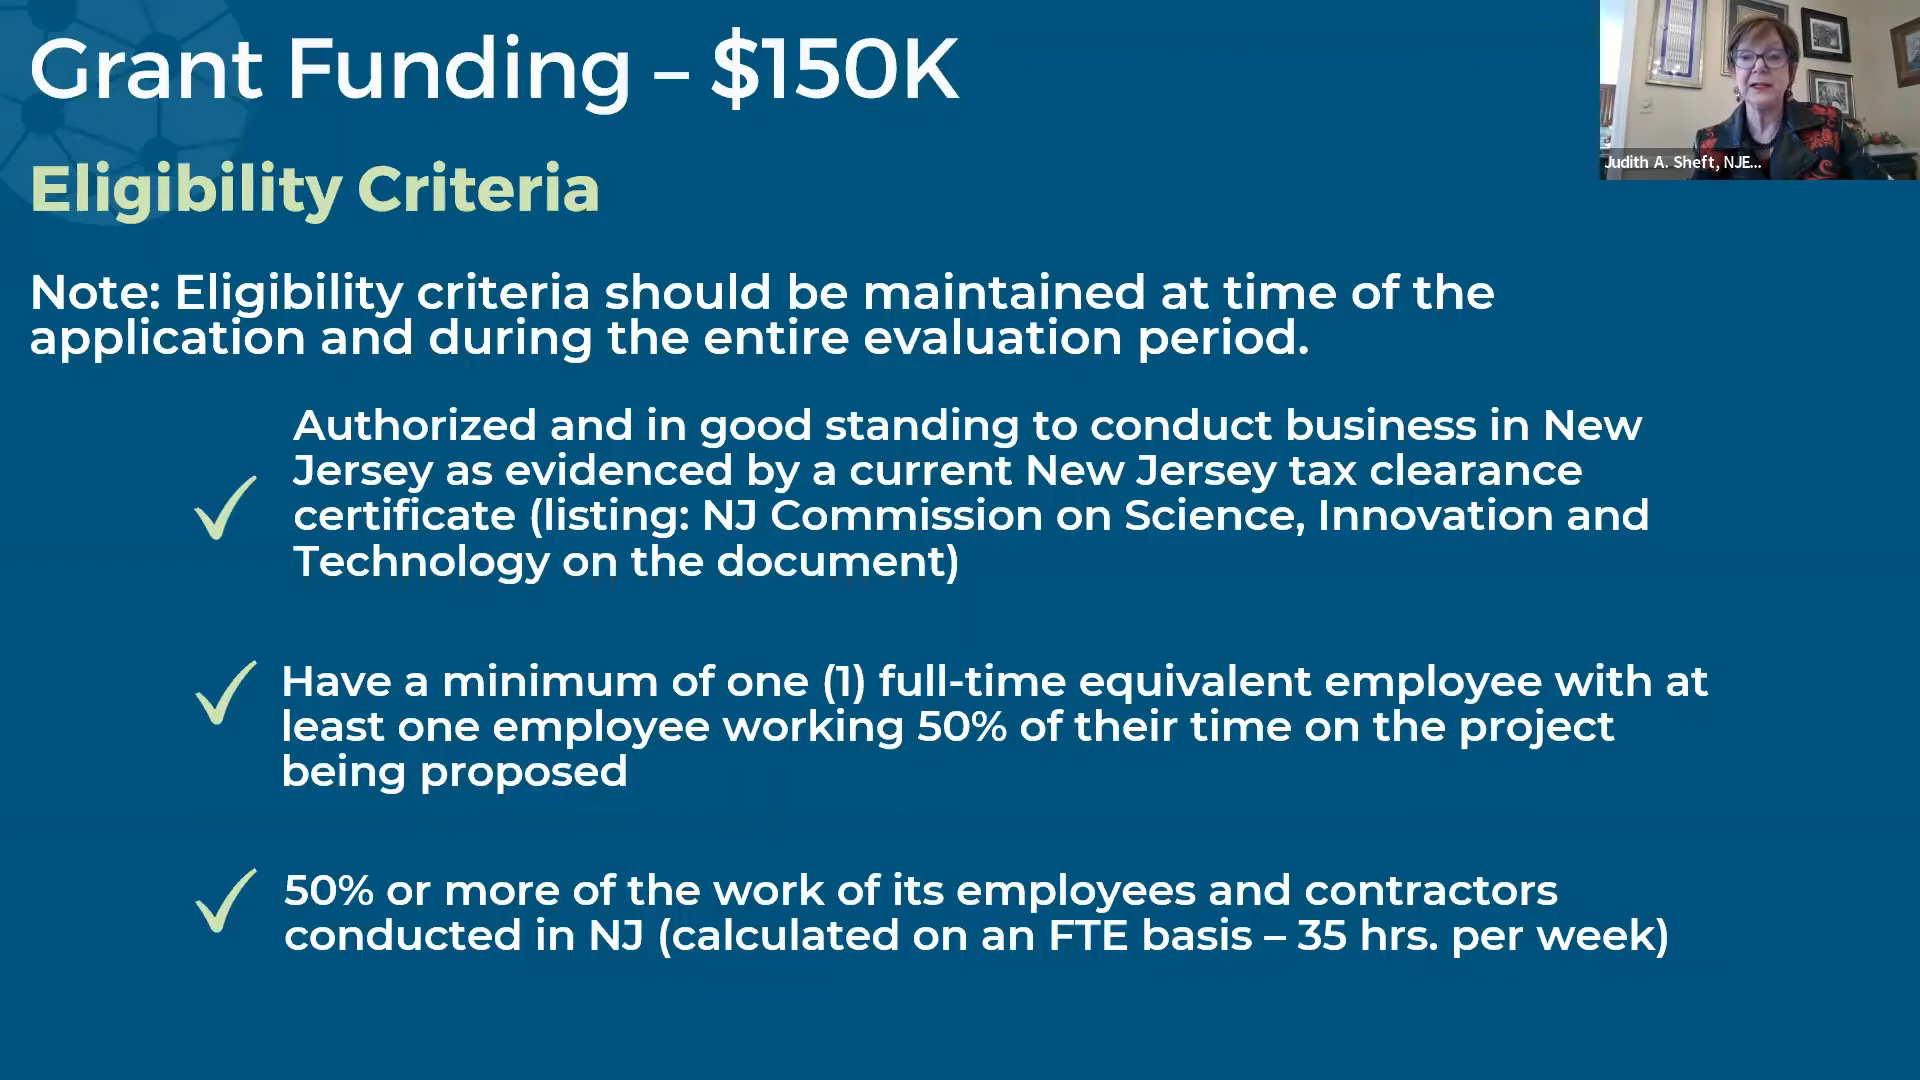 Grant Funding – $150K
Judith A. Sheft, NJE...
Eligibility Criteria
Note: Eligibility criteria should be maintained at time of the
application and during the entire evaluation period.
Authorized and in good standing to conduct business in New
Jersey as evidenced by a current New Jersey tax clearance
certificate (listing: NJ Commission on Science, Innovation and
Technology on the document)
Have a minimum of one (1) full-time equivalent employee with at
least one employee working 50% of their time on the project
being proposed
50% or more of the work of its employees and contractors
conducted in NJ (calculated on an FTE basis – 35 hrs. per week)